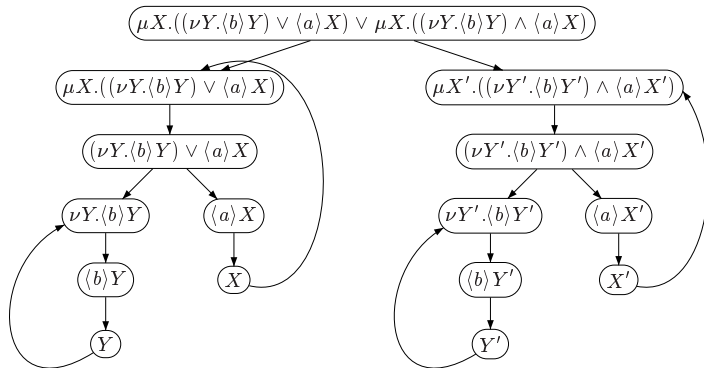 μX.((νY.⟨b⟩Y) ∨ ⟨a⟩X) ∨ μX.((νY.⟨b⟩Y) ∧ ⟨a⟩X)
μX.((νY.⟨b⟩Y) ∨ ⟨a⟩X) μX′.((νY′.⟨b⟩Y′) ∧ ⟨a⟩X′)
(νY.⟨b⟩Y) ∨ ⟨a⟩X (νY′.⟨b⟩Y′) ∧ ⟨a⟩X′
νY.⟨b⟩Y ⟨a⟩X νY′.⟨b⟩Y′ ⟨a⟩X′
⟨b⟩Y X ⟨b⟩Y′ X′
Y Y′